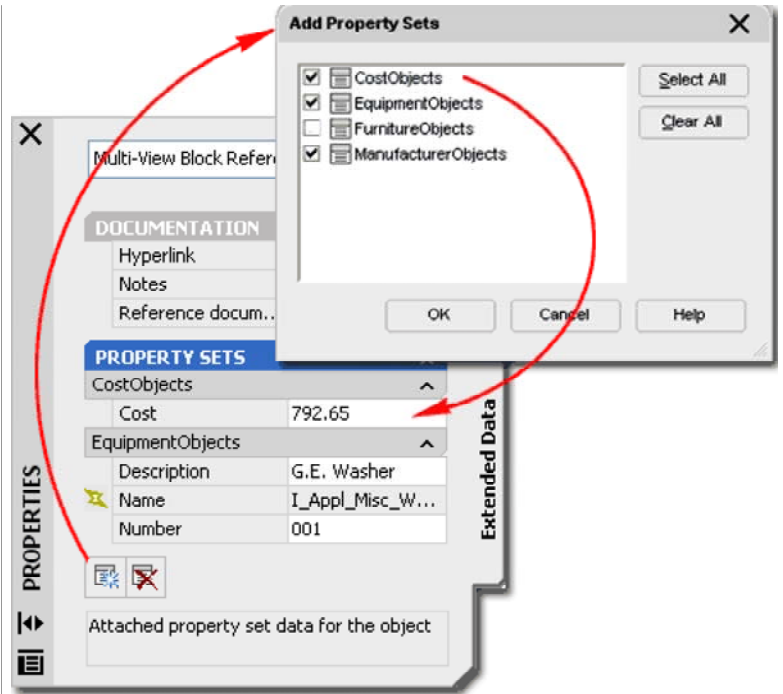 Add Property Sets
CostObjects
EquipmentObjects
FurnitureObjects
ManufacturerObjects
Select All
Clear All
OK
Cancel
Help
Multi-View Block Refere
DOCUMENTATION
Hyperlink
Notes
Reference docum..
PROPERTY SETS
CostObjects
Cost 792.65
EquipmentObjects
Description G.E. Washer
Name I_Appl_Misc_W...
Number 001
Attached property set data for the object
Extended Data
PROPERTIES